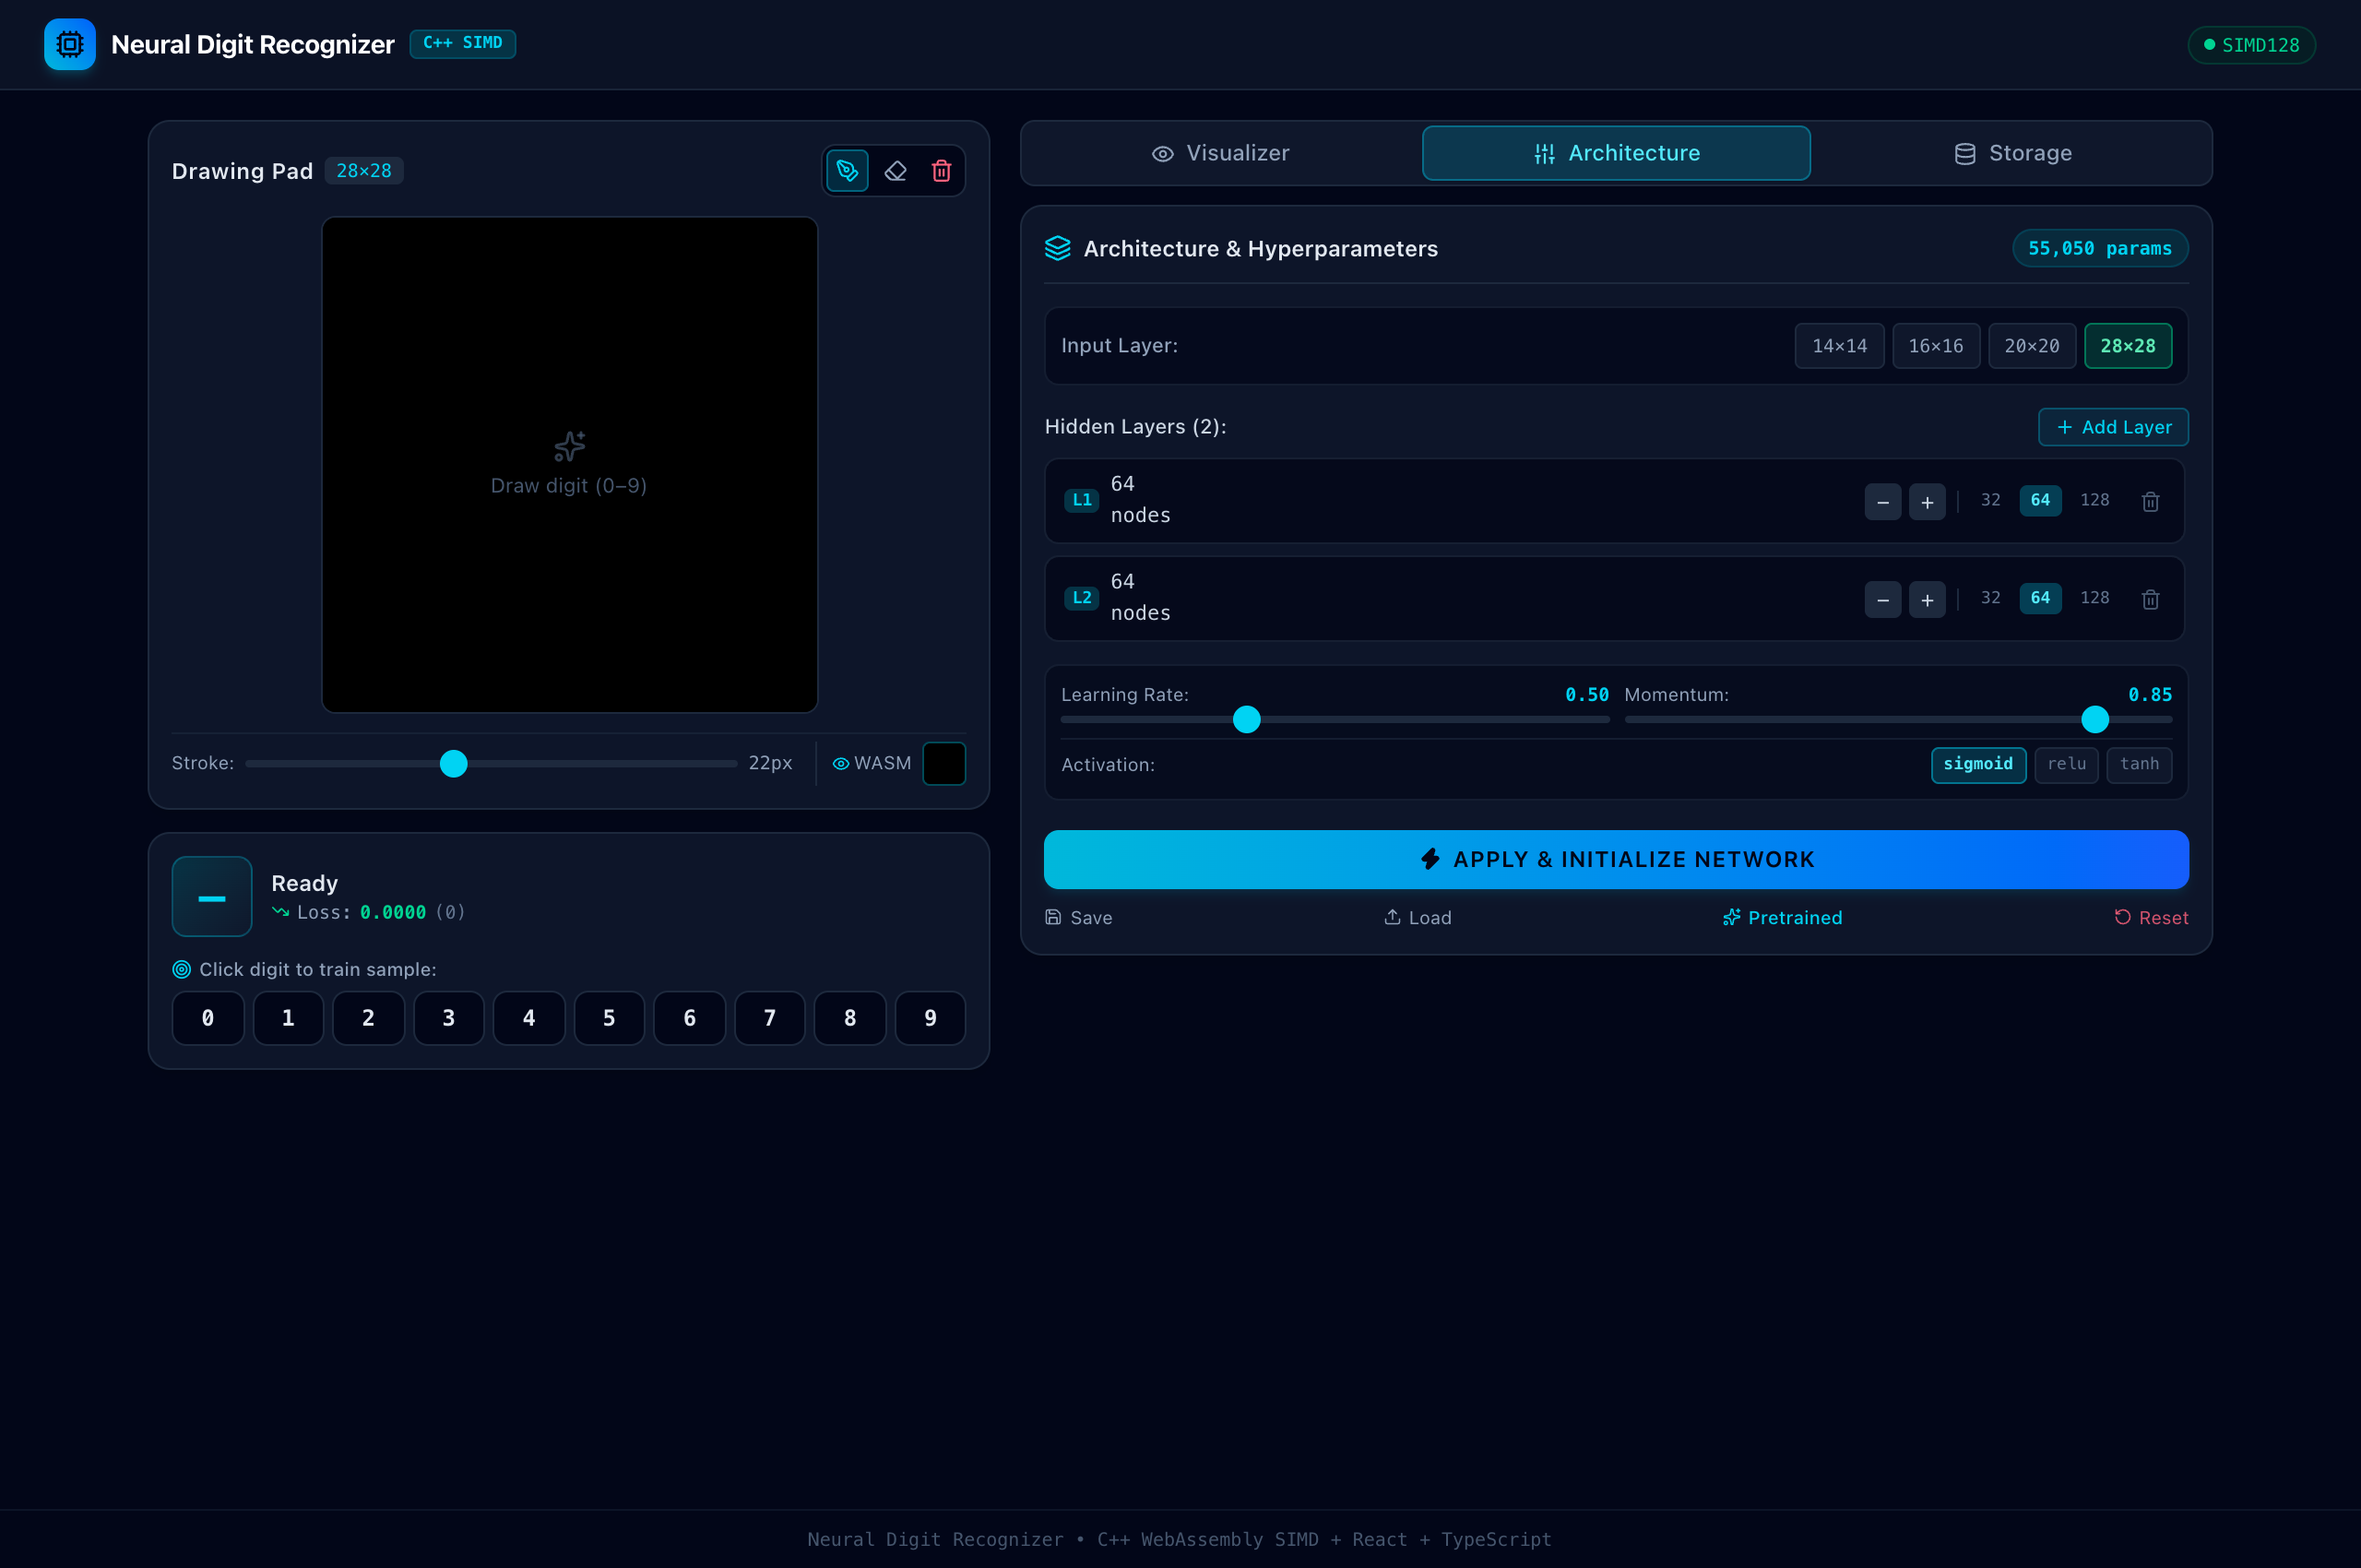 Neural Digit Recognizer
C++ SIMD
SIMD128
Drawing Pad
28×28
Draw digit (0–9)
Stroke:
22px
WASM
Ready
Loss: 0.0000 (0)
Click digit to train sample:
0 1 2 3 4 5 6 7 8 9
Visualizer
Architecture
Storage
Architecture & Hyperparameters
55,050 params
Input Layer:
14×14 16×16 20×20 28×28
Hidden Layers (2):
+ Add Layer
L1
64
nodes
− + 32 64 128
L2
64
nodes
− + 32 64 128
Learning Rate: 0.50
Momentum: 0.85
Activation:
sigmoid relu tanh
APPLY & INITIALIZE NETWORK
Save
Load
Pretrained
Reset
Neural Digit Recognizer • C++ WebAssembly SIMD + React + TypeScript